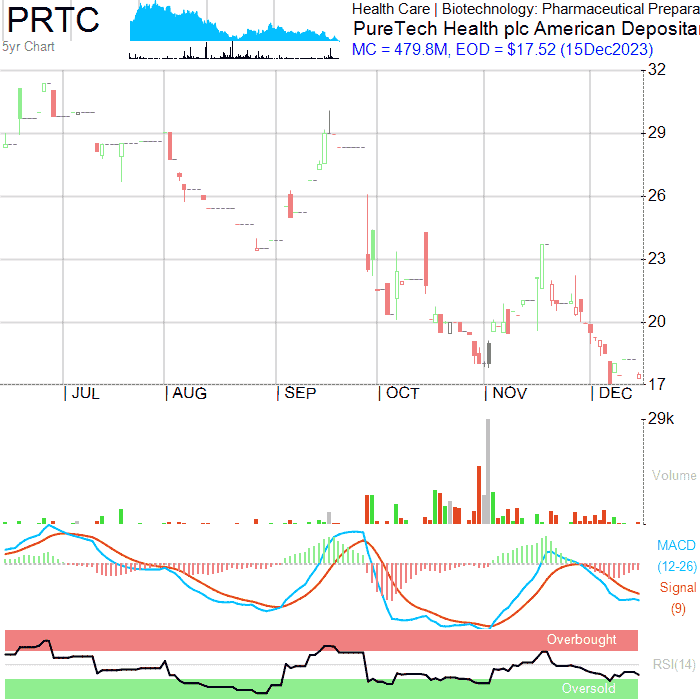 PRTC
5yr Chart
Health Care | Biotechnology: Pharmaceutical Prepara
PureTech Health plc American Depositar
MC = 479.8M, EOD = $17.52 (15Dec2023)
32
29
26
23
20
17
JUL
AUG
SEP
OCT
NOV
DEC
29k
Volume
MACD
(12-26)
Signal
(9)
Overbought
RSI(14)
Oversold